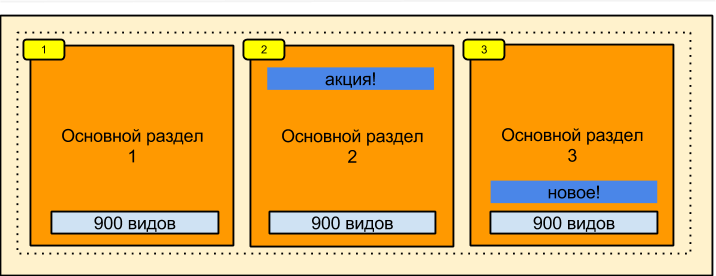 1
Основной раздел
1
900 видов
2
акция!
Основной раздел
2
900 видов
3
Основной раздел
3
новое!
900 видов